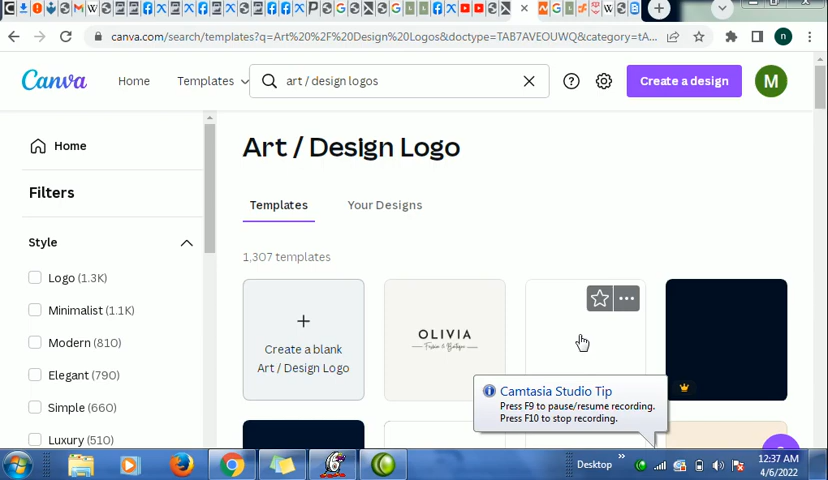 canva.com/search/templates?q=Art%20%2F%20Design%20Logos&doctype=TAB7AVEOUWQ&category=tA...
n
Canva
Home
Templates
art / design logos
Create a design
M
Home
Filters
Style
Logo (1.3K)
Minimalist (1.1K)
Modern (810)
Elegant (790)
Simple (660)
Luxury (510)
Art / Design Logo
Templates
Your Designs
1,307 templates
+
Create a blank
Art / Design Logo
OLIVIA
Fashion & Boutique
Camtasia Studio Tip
Press F9 to pause/resume recording.
Press F10 to stop recording.
Desktop
12:37 AM
4/6/2022